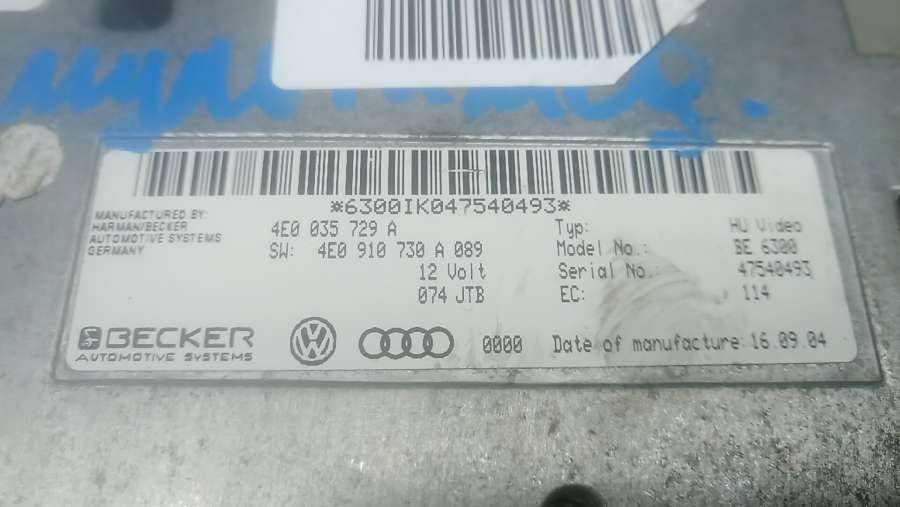 *6300IK047540493*
MANUFACTURED BY:
HARMAN/BECKER
AUTOMOTIVE SYSTEMS
GERMANY
4E0 035 729 A
SW: 4E0 910 730 A 089
12 Volt
074 JTB
Typ: HU Video
Model No.: BE 6300
Serial No.: 47540493
EC: 114
BECKER
AUTOMOTIVE SYSTEMS
0000
Date of manufacture: 16.09.04